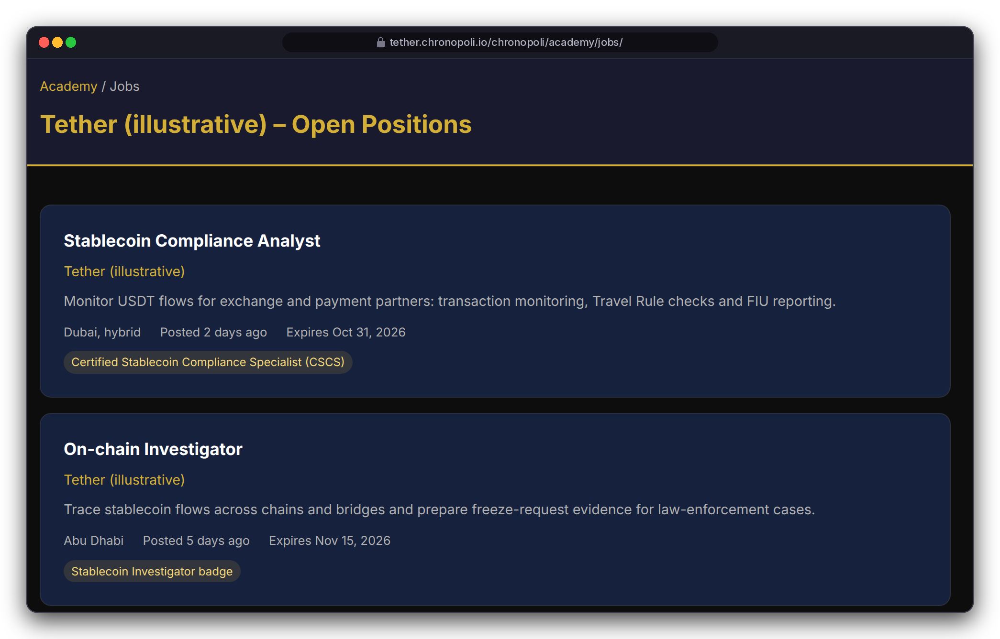 tether.chronopoli.io/chronopoli/academy/jobs/
Academy / Jobs
Tether (illustrative) – Open Positions
Stablecoin Compliance Analyst
Tether (illustrative)
Monitor USDT flows for exchange and payment partners: transaction monitoring, Travel Rule checks and FIU reporting.
Dubai, hybrid Posted 2 days ago Expires Oct 31, 2026
Certified Stablecoin Compliance Specialist (CSCS)
On-chain Investigator
Tether (illustrative)
Trace stablecoin flows across chains and bridges and prepare freeze-request evidence for law-enforcement cases.
Abu Dhabi Posted 5 days ago Expires Nov 15, 2026
Stablecoin Investigator badge